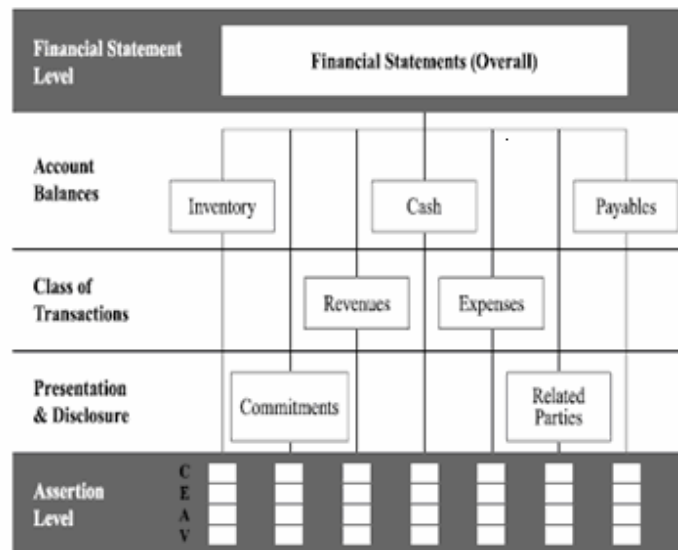 Financial Statement
Level
Financial Statements (Overall)
Account
Balances
Inventory
Cash
Payables
Class of
Transactions
Revenues
Expenses
Presentation
& Disclosure
Commitments
Related
Parties
Assertion
Level
C
E
A
V